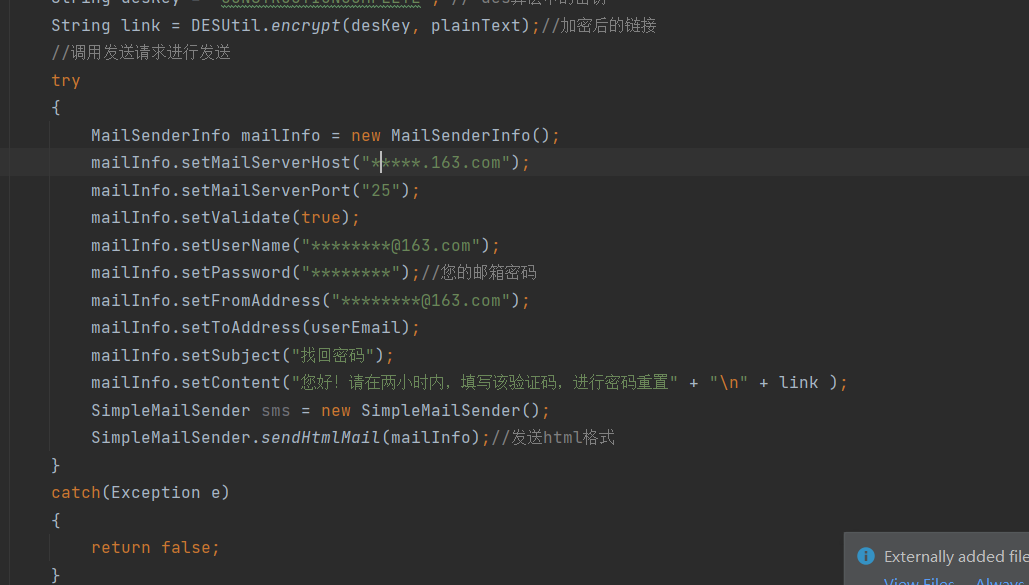 String link = DESUtil.encrypt(desKey, plainText);//加密后的链接
//调用发送请求进行发送
try
{
MailSenderInfo mailInfo = new MailSenderInfo();
mailInfo.setMailServerHost("*****.163.com");
mailInfo.setMailServerPort("25");
mailInfo.setValidate(true);
mailInfo.setUserName("********@163.com");
mailInfo.setPassword("********");//您的邮箱密码
mailInfo.setFromAddress("********@163.com");
mailInfo.setToAddress(userEmail);
mailInfo.setSubject("找回密码");
mailInfo.setContent("您好！请在两小时内，填写该验证码，进行密码重置" + "\n" + link );
SimpleMailSender sms = new SimpleMailSender();
SimpleMailSender.sendHtmlMail(mailInfo);//发送html格式
}
catch(Exception e)
{
return false;
}
Externally added file
View Files Always